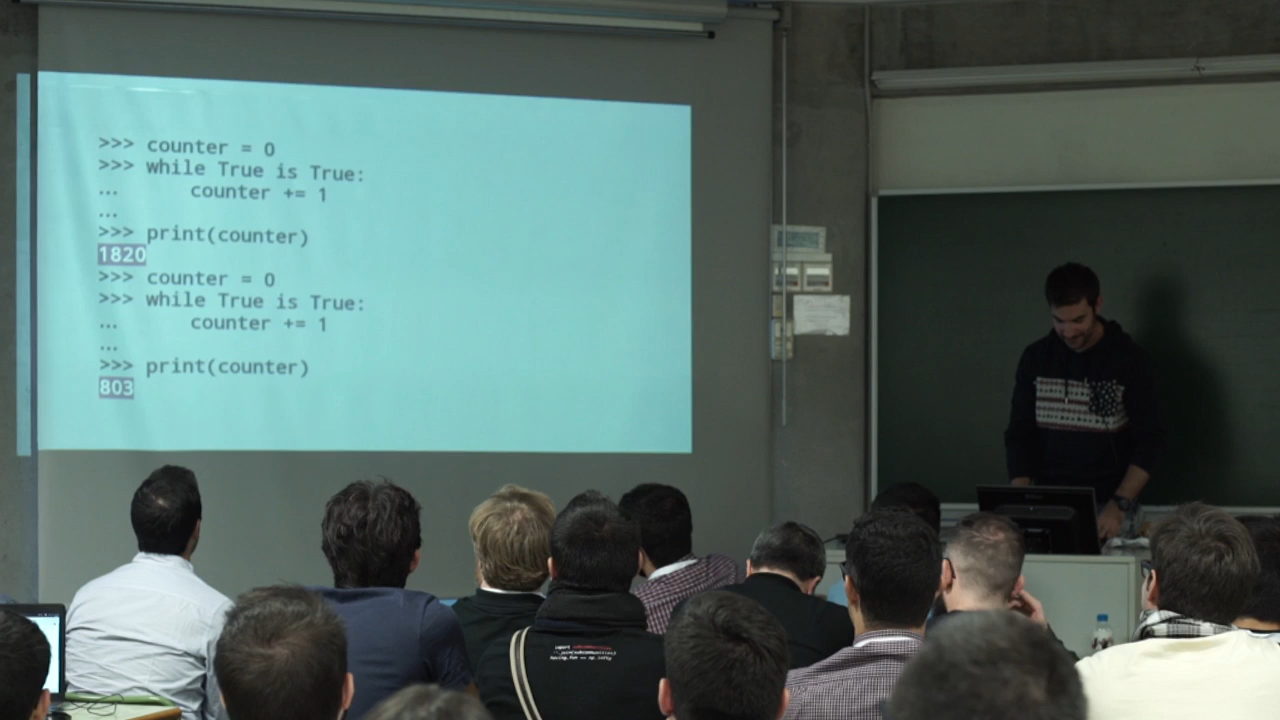 >>> counter = 0
>>> while True is True:
...     counter += 1
...
>>> print(counter)
1820
>>> counter = 0
>>> while True is True:
...     counter += 1
...
>>> print(counter)
803